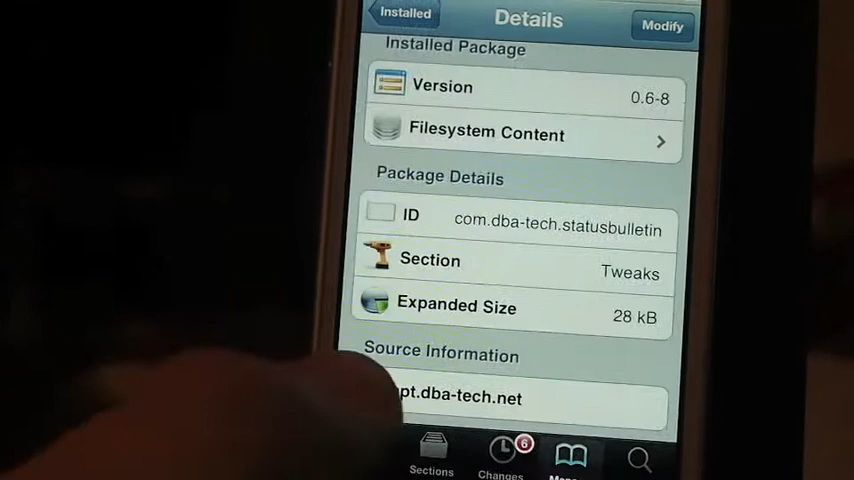 Installed
Details
Modify
Installed Package
Version 0.6-8
Filesystem Content
Package Details
ID com.dba-tech.statusbulletin
Section Tweaks
Expanded Size 28 kB
Source Information
pt.dba-tech.net
6
Sections
Changes